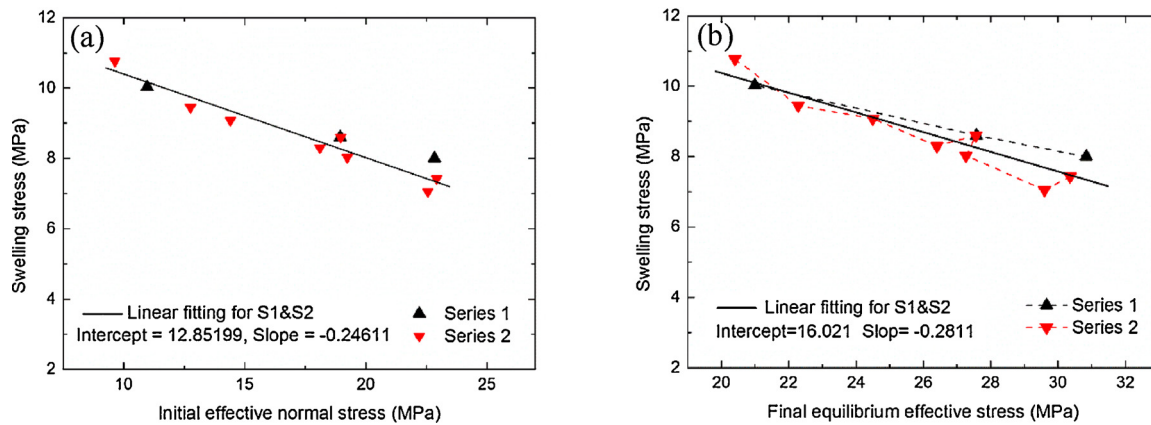 (a)
12
10
8
6
4
2
Swelling stress (MPa)
Linear fitting for S1&S2
Intercept = 12.85199, Slope = -0.24611
Series 1
Series 2
10 15 20 25
Initial effective normal stress (MPa)
(b)
12
10
8
6
4
2
Swelling stress (MPa)
Linear fitting for S1&S2
Intercept=16.021 Slop= -0.2811
Series 1
Series 2
20 22 24 26 28 30 32
Final equilibrium effective stress (MPa)